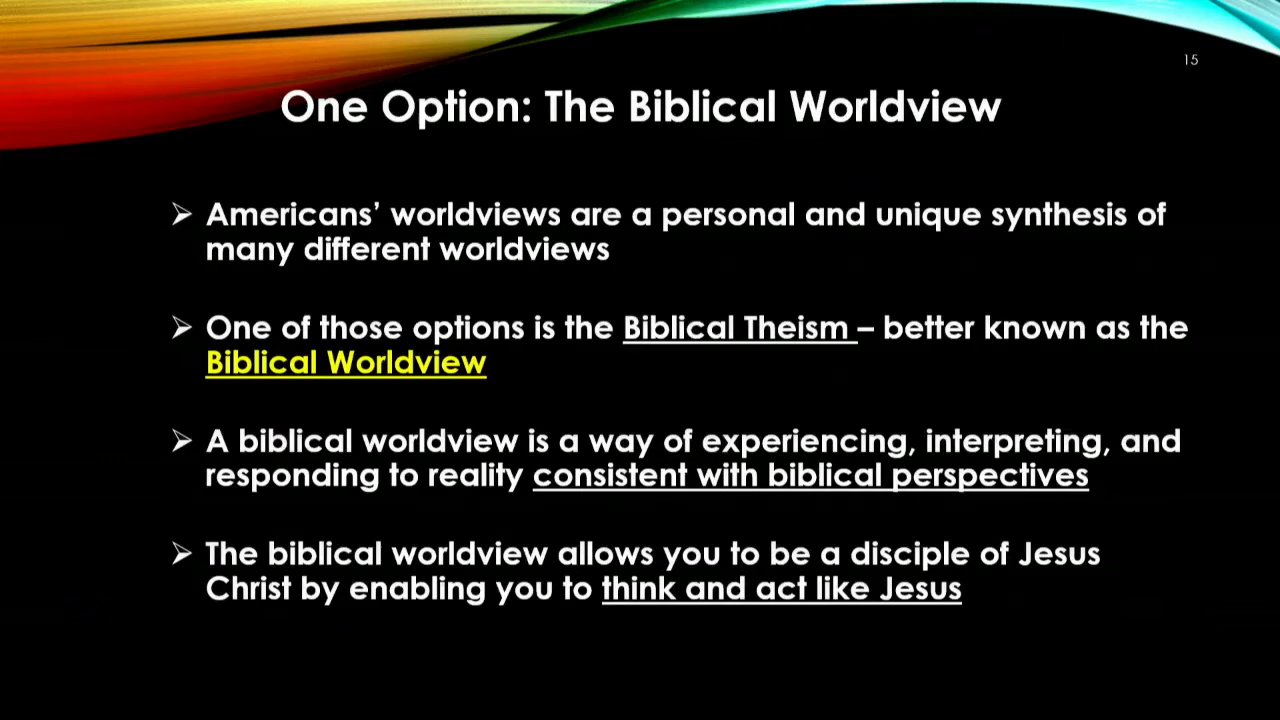 15
One Option: The Biblical Worldview
➢ Americans’ worldviews are a personal and unique synthesis of
many different worldviews
➢ One of those options is the Biblical Theism – better known as the
Biblical Worldview
➢ A biblical worldview is a way of experiencing, interpreting, and
responding to reality consistent with biblical perspectives
➢ The biblical worldview allows you to be a disciple of Jesus
Christ by enabling you to think and act like Jesus